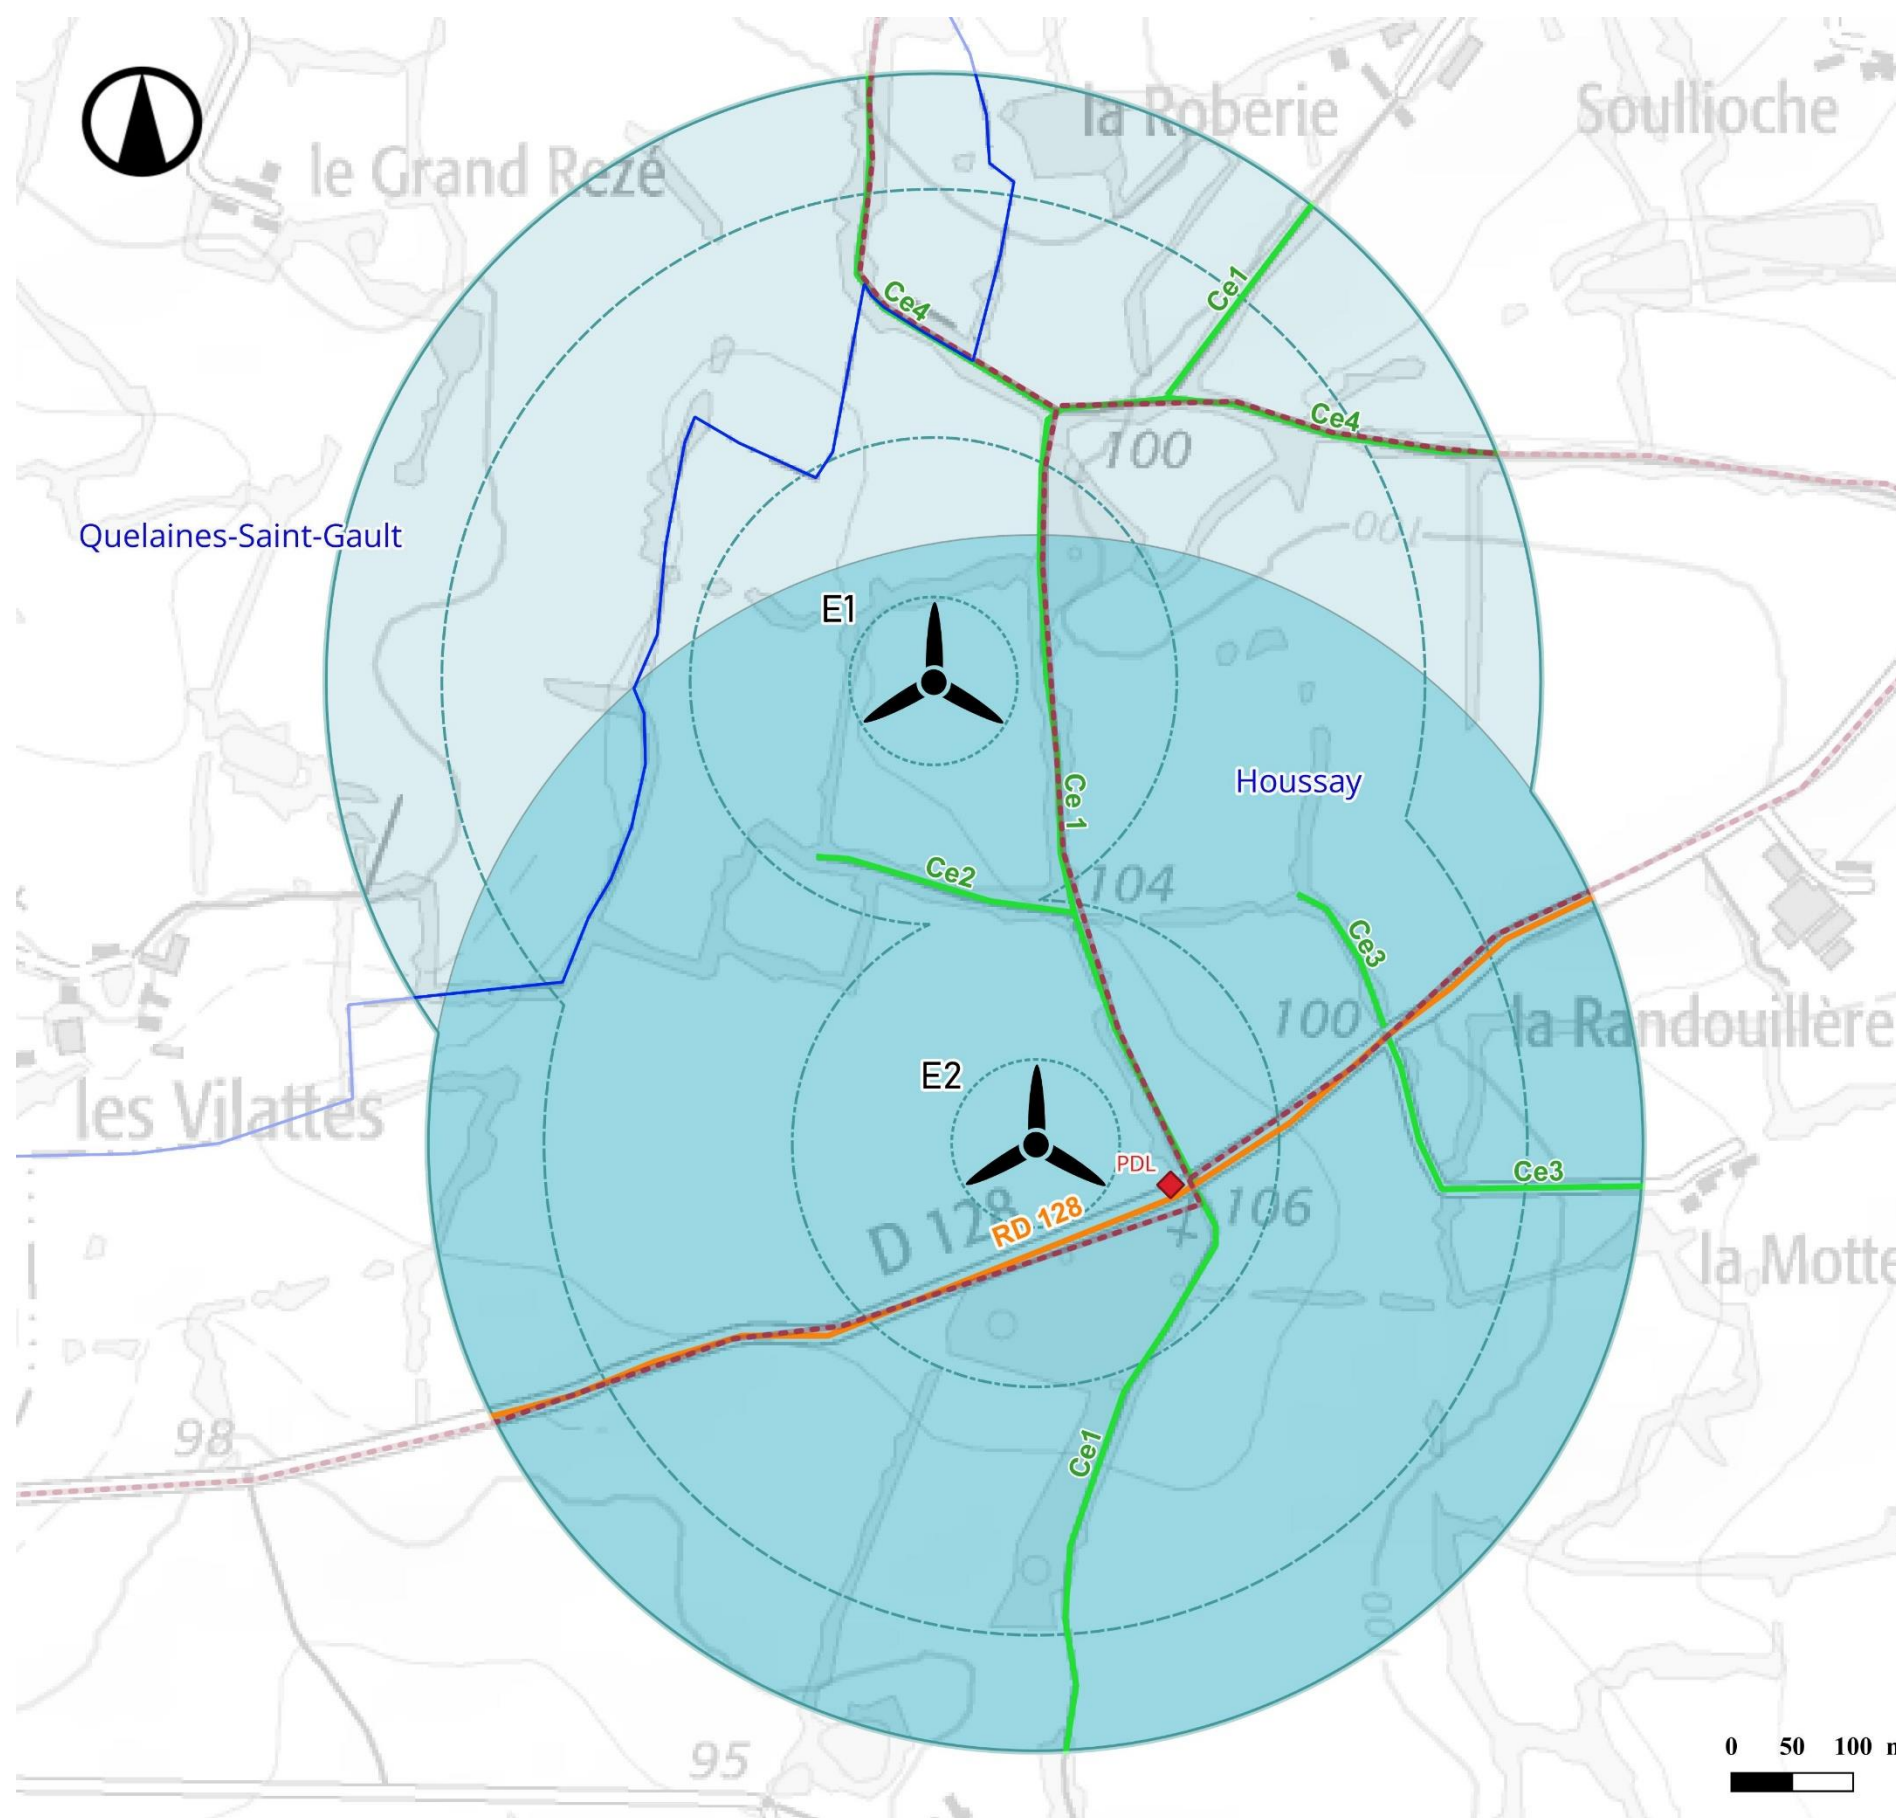 la Roberie
Soullioche
le Grand Rezé
Ce1
Ce4
Ce4
100
100
Quelaines-Saint-Gault
E1
Houssay
Ce 1
Ce2
104
Ce3
100
la Randouillère
E2
les Vilattes
PDL
Ce3
106
RD 128
D 128
la Motte
98
Ce1
95
0 50 100